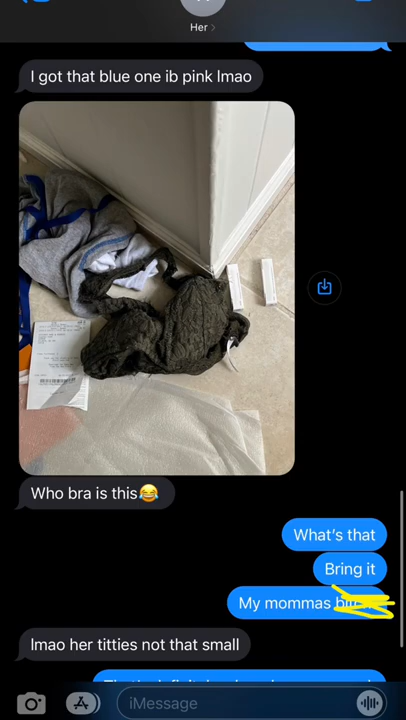 Her
I got that blue one ib pink lmao
Who bra is this😂
What's that
Bring it
My mommas
lmao her titties not that small
iMessage